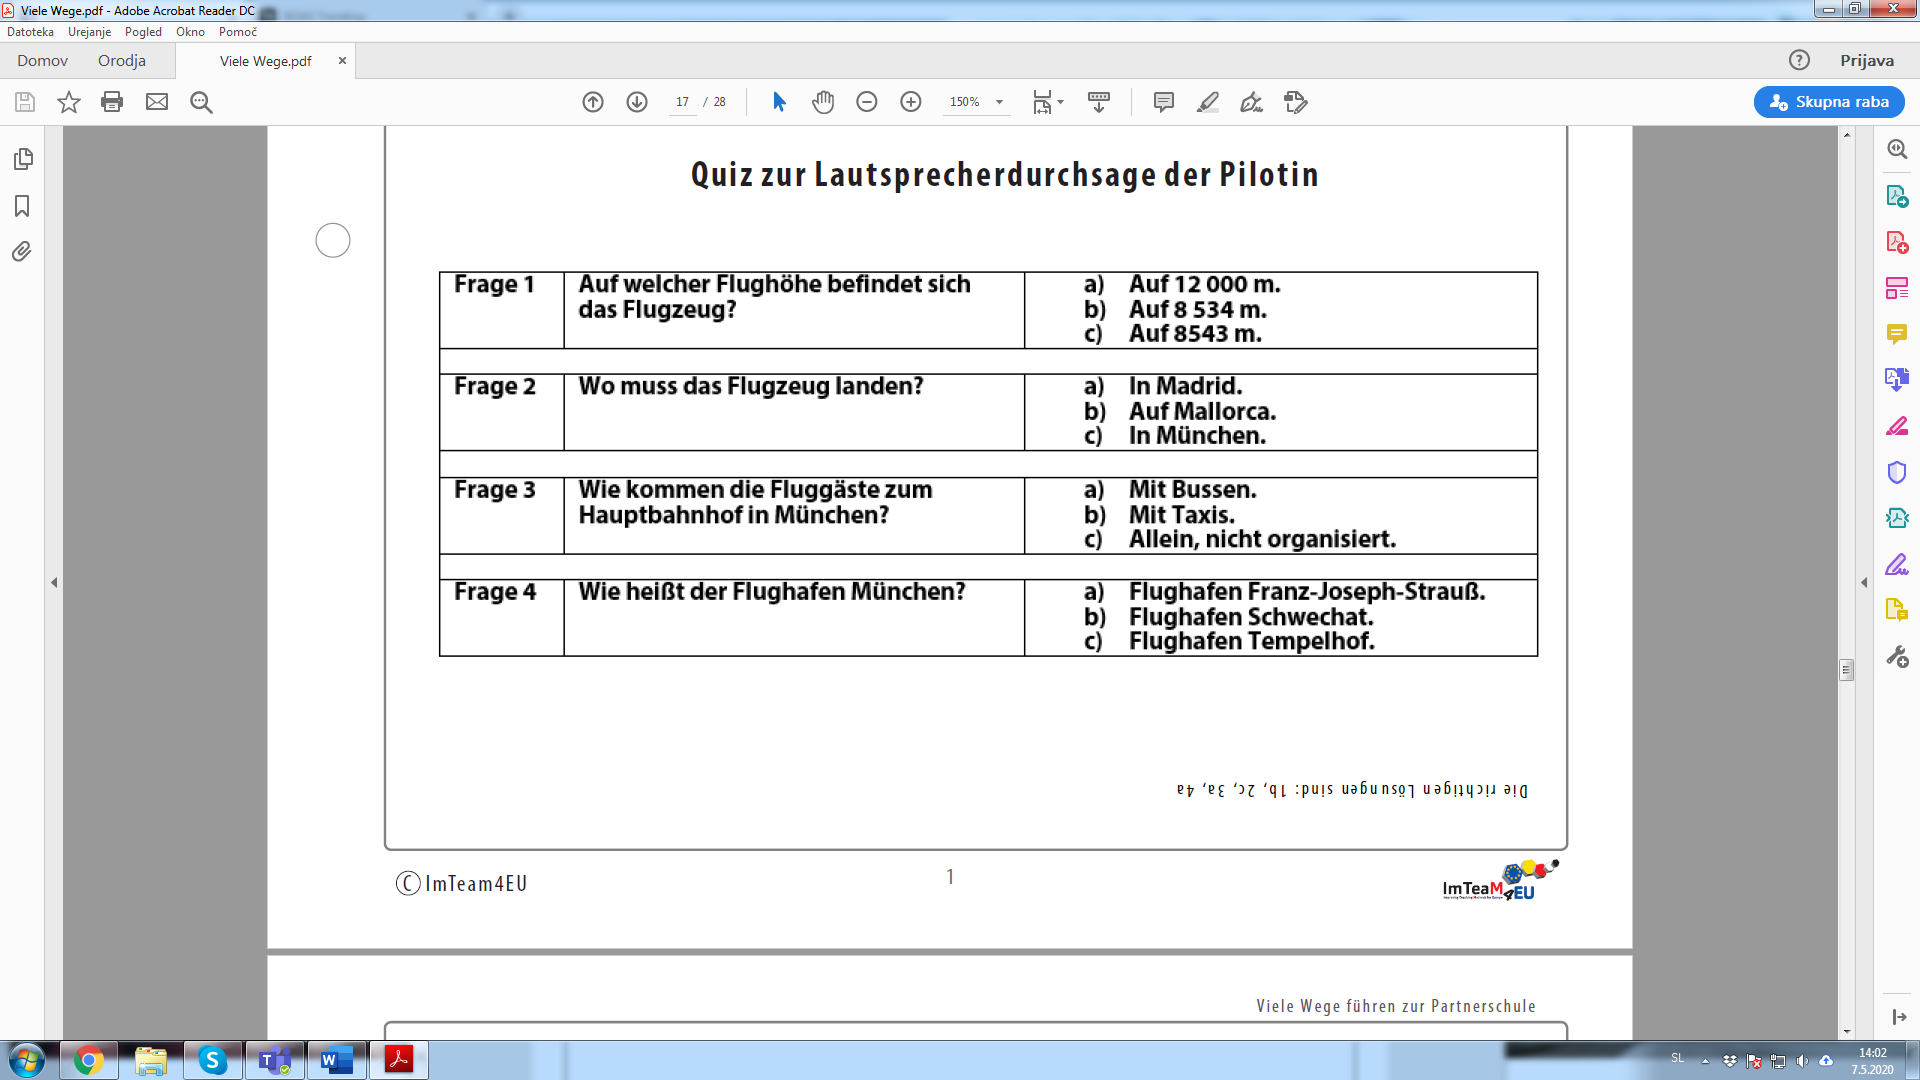 Viele Wege.pdf - Adobe Acrobat Reader DC
Datoteka Urejanje Pogled Okno Pomoč
Domov Orodja Viele Wege.pdf × Prijava
17 / 28 150% Skupna raba
Quiz zur Lautsprecherdurchsage der Pilotin
Frage 1 Auf welcher Flughöhe befindet sich a) Auf 12 000 m.
das Flugzeug? b) Auf 8 534 m.
c) Auf 8543 m.
Frage 2 Wo muss das Flugzeug landen? a) In Madrid.
b) Auf Mallorca.
c) In München.
Frage 3 Wie kommen die Fluggäste zum a) Mit Bussen.
Hauptbahnhof in München? b) Mit Taxis.
c) Allein, nicht organisiert.
Frage 4 Wie heißt der Flughafen München? a) Flughafen Franz-Joseph-Strauß.
b) Flughafen Schwechat.
c) Flughafen Tempelhof.
Die richtigen Lösungen sind: 1b, 2c, 3a, 4a
© ImTeam4EU 1 ImTeaM4EU
Viele Wege führen zur Partnerschule
SL 14:02
7.5.2020